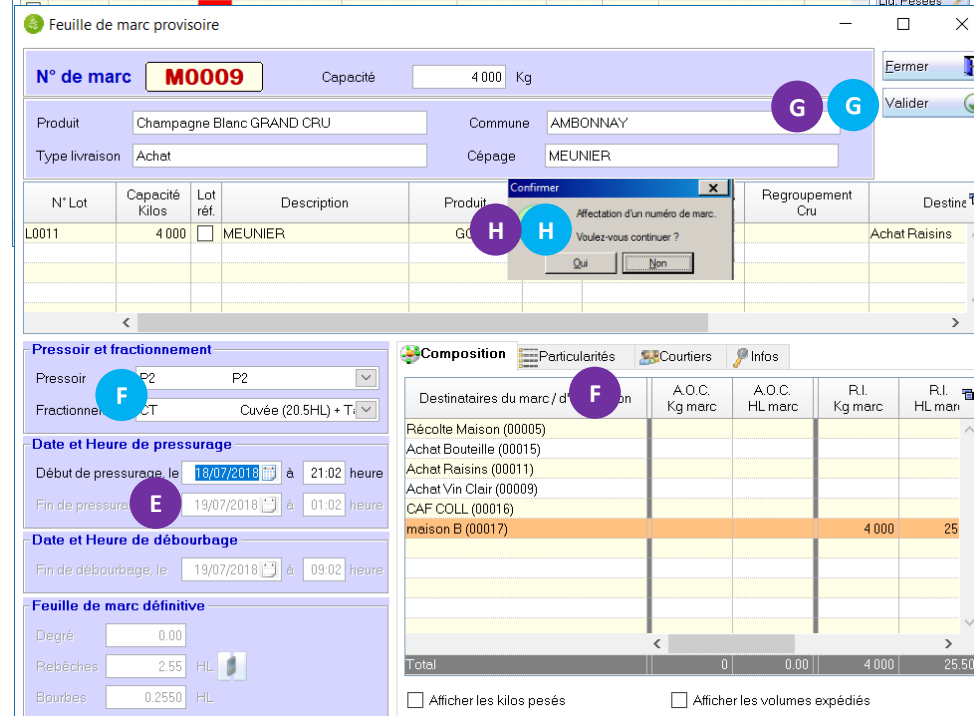 Lig. Pesées
Feuille de marc provisoire
N° de marc M0009 Capacité 4 000 Kg
Fermer
Valider
G G
Produit Champagne Blanc GRAND CRU Commune AMBONNAY
Type livraison Achat Cépage MEUNIER
N° Lot Capacité Kilos Lot réf. Description Produit Regroupement Cru
L0011 4 000 MEUNIER Achat Raisins
Confirmer
Affectation d'un numéro de marc.
Voulez-vous continuer ?
H H
Oui Non
Pressoir et fractionnement
Pressoir P2 P2
F
Fractionnem CT Cuvée (20.5HL) + T
Date et Heure de pressurage
Début de pressurage, le 18/07/2018 à 21:02 heure
Fin de pressura 19/07/2018 à 01:02 heure
E
Date et Heure de débourbage
Fin de débourbage, le 19/07/2018 à 09:02 heure
Feuille de marc définitive
Degré 0.00
Rebêches 2.55 HL
Bourbes 0.2550 HL
Composition Particularités Courtiers Infos
Destinataires du marc / d' on A.O.C. Kg marc A.O.C. HL marc R.I. Kg marc R.I. HL marc
F
Récolte Maison (00005)
Achat Bouteille (00015)
Achat Raisins (00011)
Achat Vin Clair (00009)
CAF COLL (00016)
maison B (00017) 4 000 25
Total 0 0.00 4 000 25.50
Afficher les kilos pesés Afficher les volumes expédiés